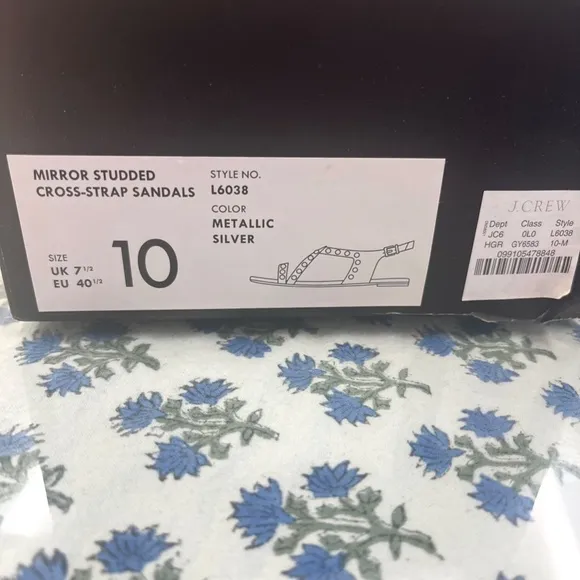 MIRROR STUDDED
CROSS-STRAP SANDALS
STYLE NO.
L6038
COLOR
METALLIC
SILVER
SIZE
UK 7 1/2
EU 40 1/2
10
J.CREW
Dept Class Style
JC6 0L0 L6038
HGR GY6583 10-M
099105478848